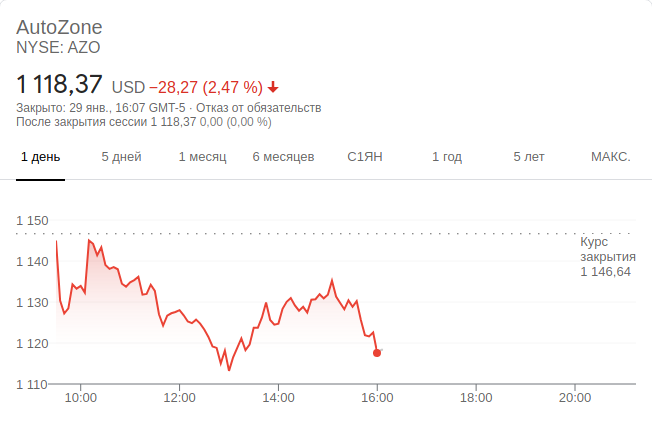 AutoZone
NYSE: AZO
1 118,37 USD −28,27 (2,47 %)
Закрыто: 29 янв., 16:07 GMT-5 · Отказ от обязательств
После закрытия сессии 1 118,37 0,00 (0,00 %)
1 день 5 дней 1 месяц 6 месяцев С1ЯН 1 год 5 лет МАКС.
1 150
Курс
закрытия
1 146,64
1 140
1 130
1 120
1 110
10:00 12:00 14:00 16:00 18:00 20:00